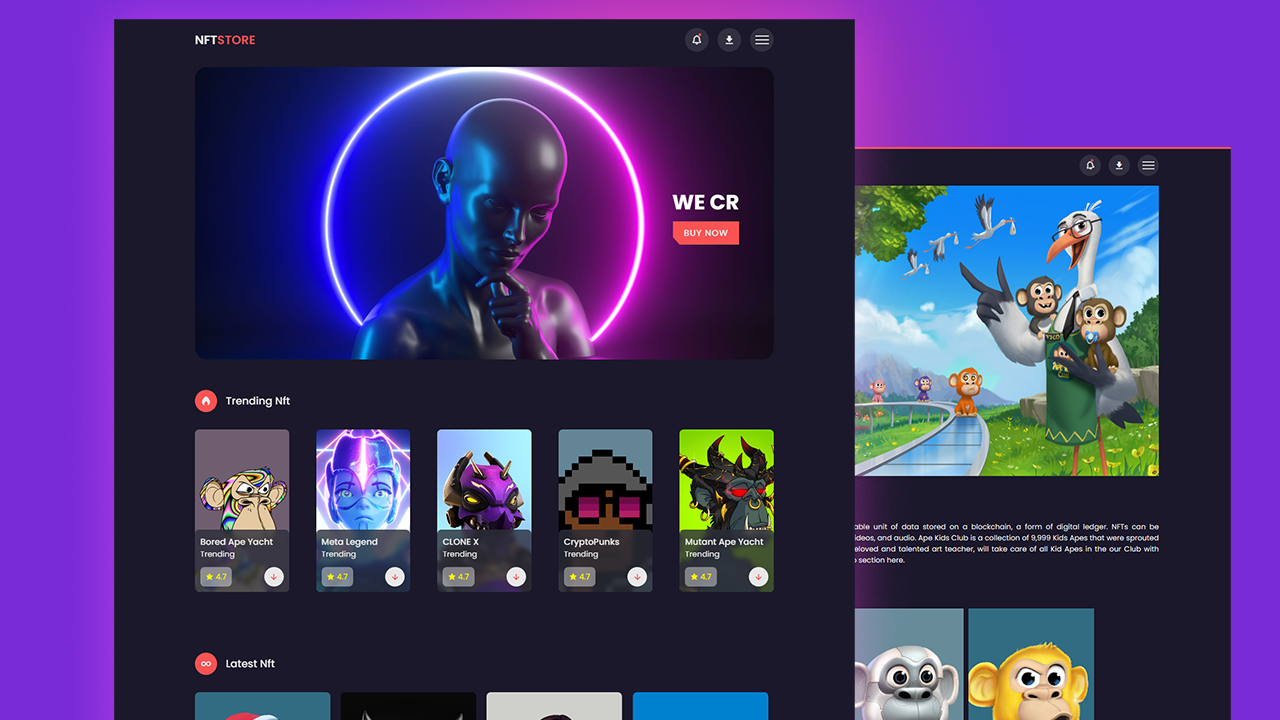 NFTSTORE
WE CR
BUY NOW
Trending Nft
Bored Ape Yacht
Trending
4.7
Meta Legend
Trending
4.7
CLONE X
Trending
4.7
CryptoPunks
Trending
4.7
Mutant Ape Yacht
Trending
4.7
Latest Nft
able unit of data stored on a blockchain, a form of digital ledger. NFTs can be
ideos, and audio. Ape Kids Club is a collection of 9,999 Kids Apes that were sprouted
eloved and talented art teacher, will take care of all Kid Apes in the our Club with
section here.